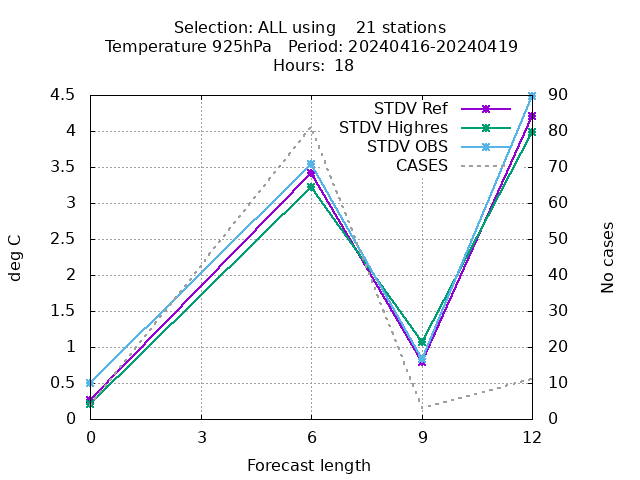 Selection: ALL using    21 stations
Temperature 925hPa   Period: 20240416-20240419
Hours: 18
STDV Ref
STDV Highres
STDV OBS
CASES
4.5
4
3.5
3
2.5
2
1.5
1
0.5
0
90
80
70
60
50
40
30
20
10
0
deg C
No cases
0 3 6 9 12
Forecast length